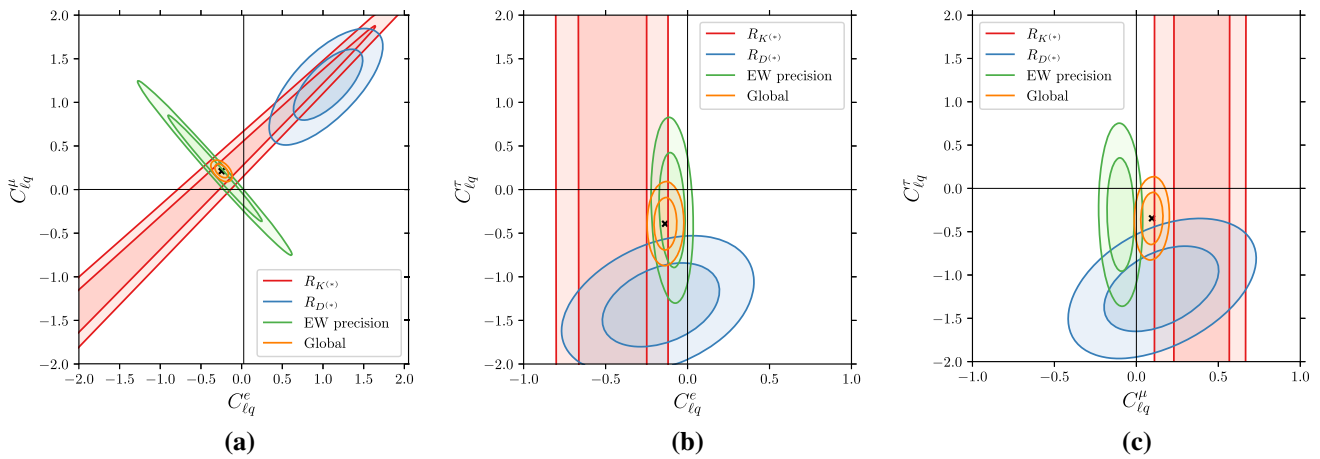 2.0
1.5
1.0
0.5
0.0
−0.5
−1.0
−1.5
−2.0
C^μ_ℓq
−2.0 −1.5 −1.0 −0.5 0.0 0.5 1.0 1.5 2.0
C^e_ℓq
R_K(*)
R_D(*)
EW precision
Global
(a)
2.0
1.5
1.0
0.5
0.0
−0.5
−1.0
−1.5
−2.0
C^τ_ℓq
−1.0 −0.5 0.0 0.5 1.0
C^e_ℓq
R_K(*)
R_D(*)
EW precision
Global
(b)
2.0
1.5
1.0
0.5
0.0
−0.5
−1.0
−1.5
−2.0
C^τ_ℓq
−1.0 −0.5 0.0 0.5 1.0
C^μ_ℓq
R_K(*)
R_D(*)
EW precision
Global
(c)